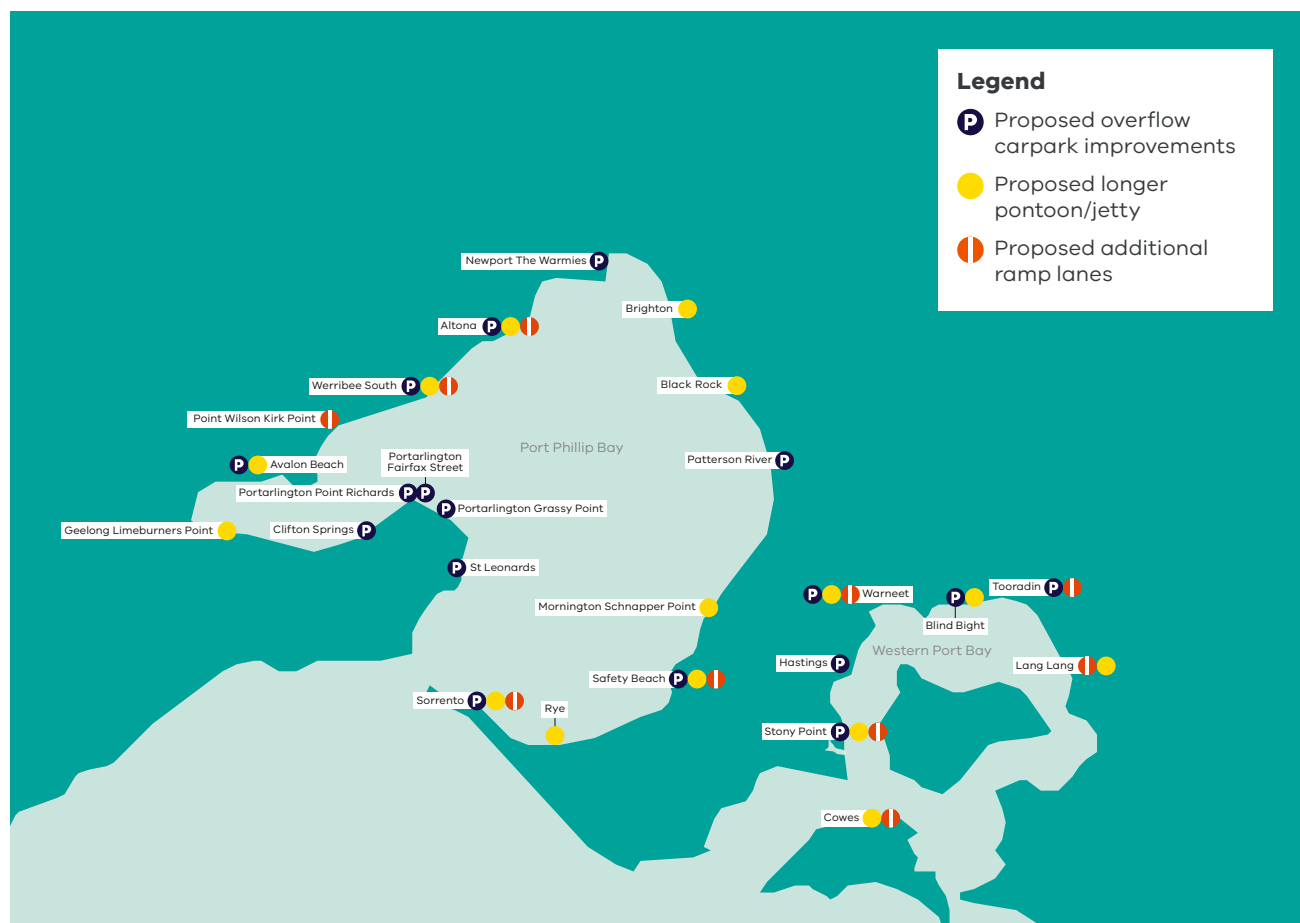 Legend
P
Proposed overflow
carpark improvements
Proposed longer
pontoon/jetty
Proposed additional
ramp lanes
Newport The Warmies P
Brighton
Altona P
Werribee South P
Black Rock
Point Wilson Kirk Point
Port Phillip Bay
Portarlington
Fairfax Street
P Avalon Beach
Patterson River P
Portarlington Point Richards P P
P Portarlington Grassy Point
Geelong Limeburners Point
Clifton Springs P
P St Leonards
Tooradin P
P Warneet
P
Blind Bight
Mornington Schnapper Point
Western Port Bay
Hastings P
Lang Lang
Safety Beach P
Sorrento P
Rye
Stony Point P
Cowes